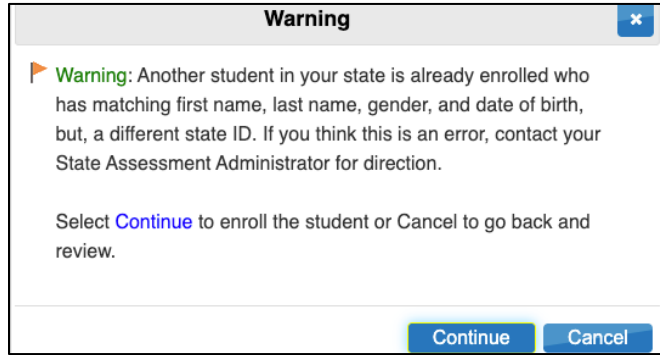 Warning
Warning: Another student in your state is already enrolled who
has matching first name, last name, gender, and date of birth,
but, a different state ID. If you think this is an error, contact your
State Assessment Administrator for direction.
Select Continue to enroll the student or Cancel to go back and
review.
Continue
Cancel